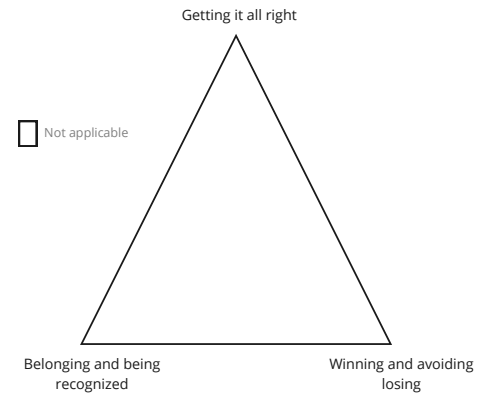 Getting it all right
Not applicable
Belonging and being
recognized
Winning and avoiding
losing